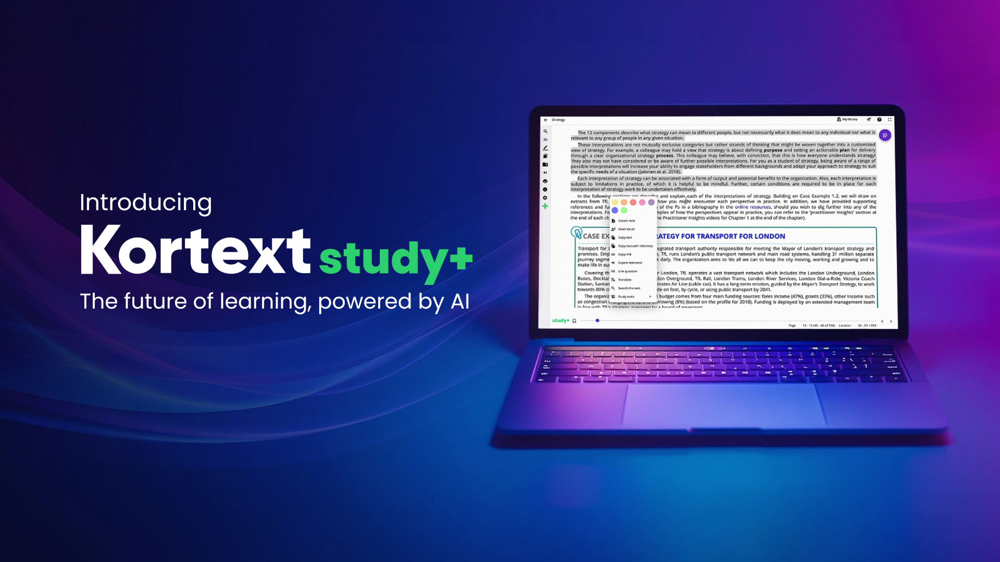 Introducing
Kortext study+
The future of learning, powered by AI
Strategy
My library
The 12 components describe what strategy can mean to different people, but not necessarily what it does mean to any individual nor what is
relevant to any group of people in any given situation.
These interpretations are not mutually exclusive categories but rather strands of thinking that might be woven together into a customized
view of strategy. For example, a colleague may hold a view that strategy is about defining purpose and setting an actionable plan for delivery
through a clear organizational strategy process. This colleague may believe, with conviction, that this is how everyone understands strategy!
They also may not have considered or be aware of further possible interpretations. For you as a student of strategy, being aware of a range of
possible interpretations will increase your ability to engage stakeholders from different backgrounds and adapt your approach to strategy to suit
the specific needs of a situation (Jalonen et al. 2018).
Each interpretation of strategy can be associated with a form of output and potential benefits to the organization. Also, each interpretation is
subject to limitations in practice, of which it is helpful to be mindful. Further, certain conditions are required to be in place for each
interpretation of strategy work to be undertaken effectively.
In the following sections we describe and explain each of the interpretations of strategy. Building on Case Example 1.2, we will draw on
extracts from TfL how you might encounter each perspective in practice. In addition, we have provided supporting
references and fu of the Ps in a bibliography in the online resources, should you wish to dig further into any of the
interpretations. Fo mples of how the perspectives appear in practice, you can refer to the 'practitioner insights' section at
the end of each ch e Practitioner Insights videos for Chapter 1 at the end of the chapter).
CASE EX RATEGY FOR TRANSPORT FOR LONDON
Transport for L egrated transport authority responsible for meeting the Mayor of London's transport strategy and
promises. Emp , TfL runs London's public transport network and main road systems, handling 31 million separate
journey segme k daily. The organization aims to 'do all we can to keep the city moving, working and growing and to
make life in ou
Covering th r London, TfL operates a vast transport network which includes the London Underground, London
Buses, Docklar don Overground, TfL Rail, London Trams, London River Services, London Dial-a-Ride, Victoria Coach
Station, Santan irates Air Line (cable car). It has a long-term mission, guided by the Mayor's Transport Strategy, to work
towards 80% of de on foot, by cycle, or using public transport by 2041.
The organiz l budget comes from four main funding sources: fares income (47%), grants (33%), other income such
as congestion charging (12%), and borrowing (8%) (based on the profile for 2018). Funding is deployed by an extended management team
in line with TfL's strategy, overseen by a board of governors.
Create note
Read aloud
Copy text
Copy text with reference
Copy link
Export reference
Link question
Translate
Search the web
Study tools
study+
Page 12 - 13 (45 - 46 of 766) Location 56 - 57 / 953